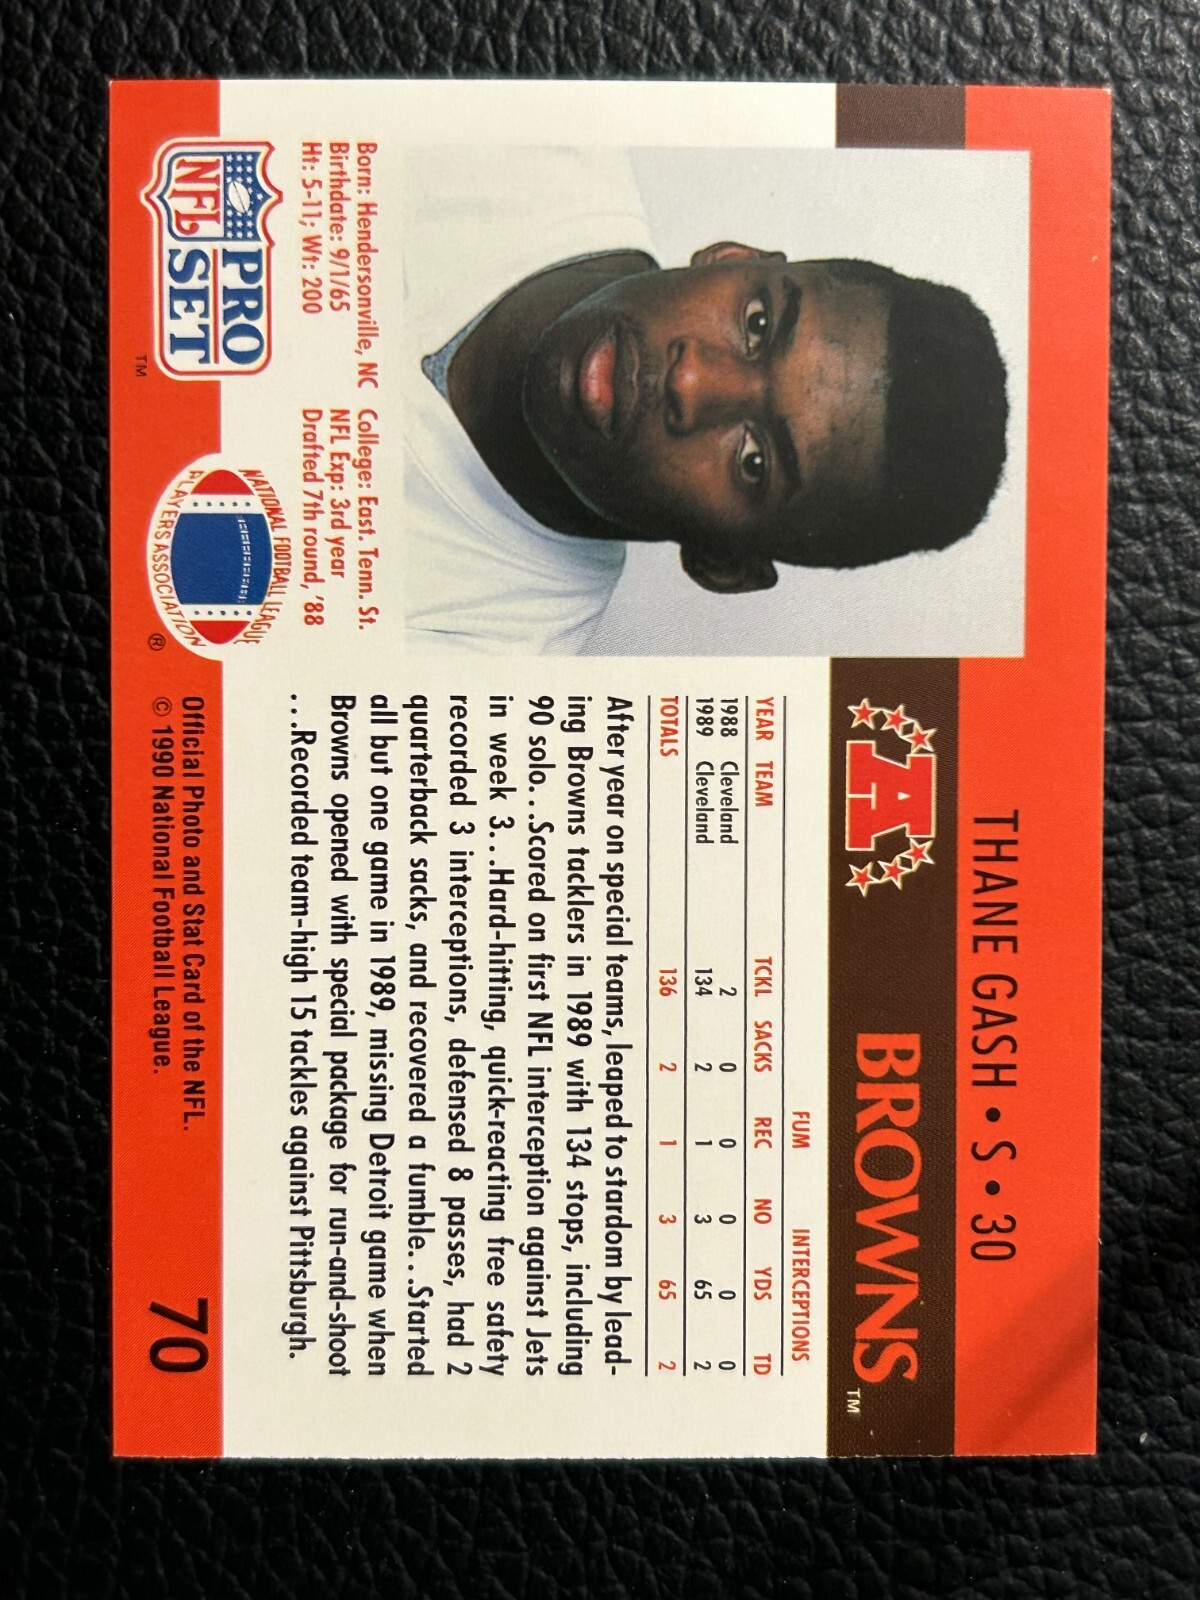 THANE GASH • S • 30
A
BROWNS™
FUM INTERCEPTIONS
YEAR TEAM TCKL SACKS REC NO YDS TD
1988 Cleveland 2 0 0 0 0 0
1989 Cleveland 134 2 1 3 65 2
TOTALS 136 2 1 3 65 2
After year on special teams, leaped to stardom by lead-
ing Browns tacklers in 1989 with 134 stops, including
90 solo. . .Scored on first NFL interception against Jets
in week 3. . .Hard-hitting, quick-reacting free safety
recorded 3 interceptions, defensed 8 passes, had 2
quarterback sacks, and recovered a fumble. . .Started
all but one game in 1989, missing Detroit game when
Browns opened with special package for run-and-shoot
. . .Recorded team-high 15 tackles against Pittsburgh.
Born: Hendersonville, NC College: East. Tenn. St.
Birthdate: 9/1/65 NFL Exp: 3rd year
Ht: 5-11; Wt: 200 Drafted 7th round, '88
PRO
NFL SET
TM
NATIONAL FOOTBALL LEAGUE
PLAYERS ASSOCIATION
®
Official Photo and Stat Card of the NFL.
© 1990 National Football League.
70